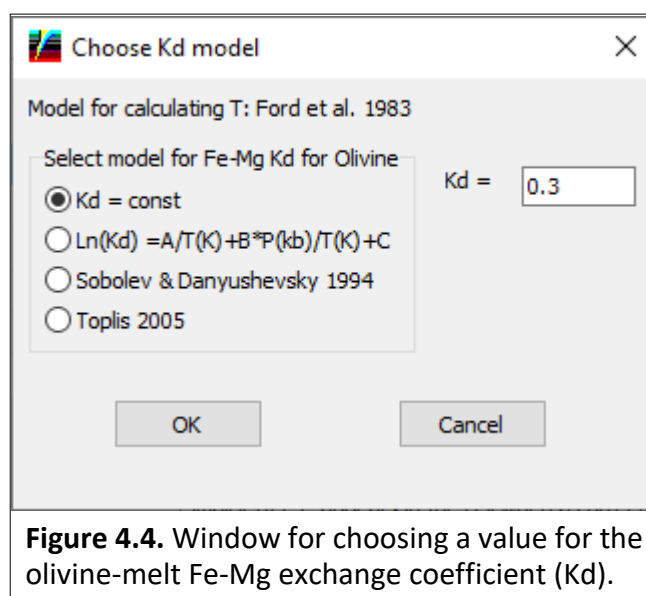 Choose Kd model
Model for calculating T: Ford et al. 1983
Select model for Fe-Mg Kd for Olivine
Kd = const
Ln(Kd) =A/T(K)+B*P(kb)/T(K)+C
Sobolev & Danyushevsky 1994
Toplis 2005
Kd =
0.3
OK
Cancel
Figure 4.4. Window for choosing a value for the
olivine-melt Fe-Mg exchange coefficient (Kd).